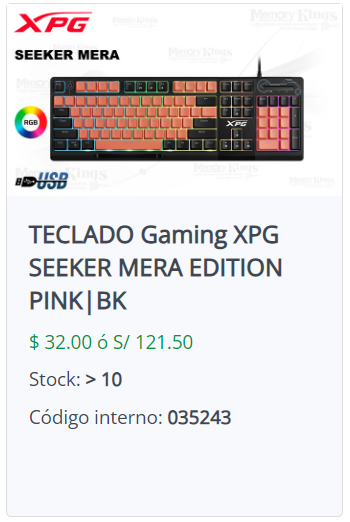 XPG
Memory Kings
SEEKER MERA
RGB
XPG
USB
TECLADO Gaming XPG
SEEKER MERA EDITION
PINK|BK
$ 32.00 ó S/ 121.50
Stock: > 10
Código interno: 035243